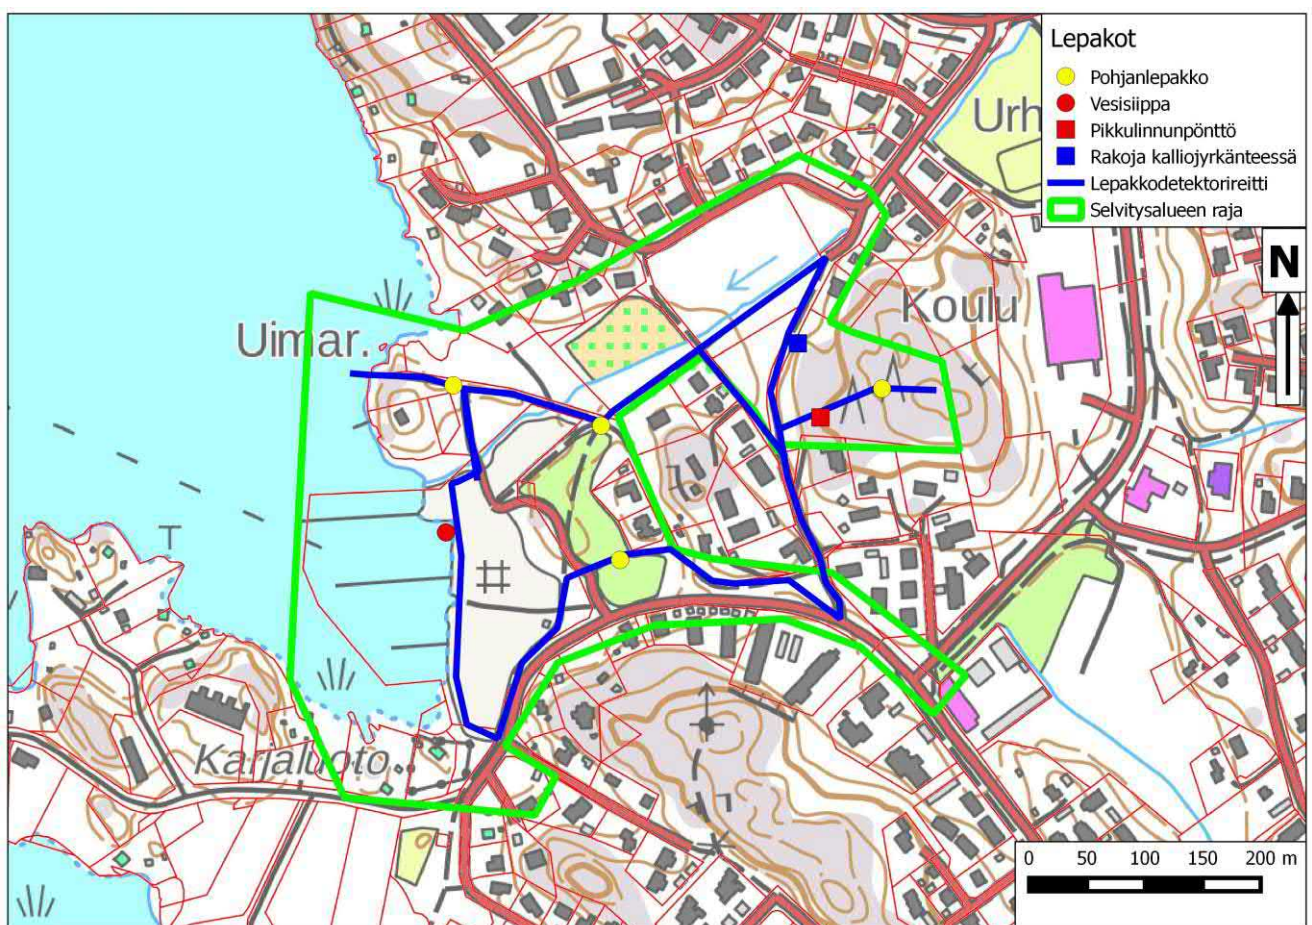 Lepakot
Pohjanlepakko
Vesisiippa
Pikkulinnunpönttö
Rakoja kalliojyrkänteessä
Lepakkodetektorireitti
Selvitysalueen raja
Urh
N
Koulu
Uimar.
Karjaluoto
0 50 100 150 200 m